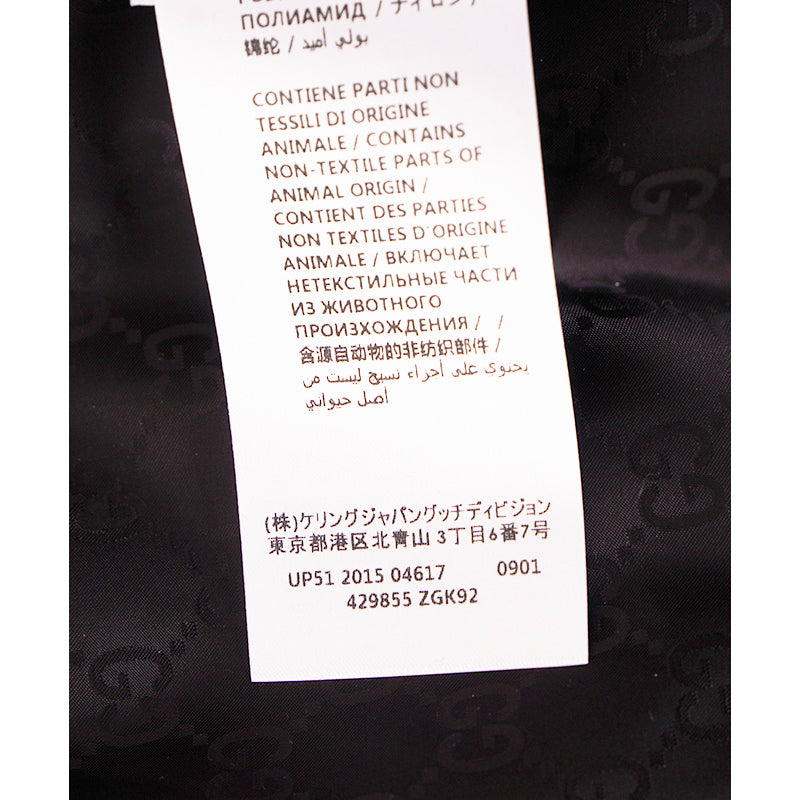 ПОЛИАМИД / ナイロン /
锦纶 / بولي أميد
CONTIENE PARTI NON
TESSILI DI ORIGINE
ANIMALE / CONTAINS
NON-TEXTILE PARTS OF
ANIMAL ORIGIN /
CONTIENT DES PARTIES
NON TEXTILES D'ORIGINE
ANIMALE / ВКЛЮЧАЕТ
НЕТЕКСТИЛЬНЫЕ ЧАСТИ
ИЗ ЖИВОТНОГО
ПРОИЗХОЖДЕНИЯ / /
含源自动物的非纺织部件 /
يحتوي على أجزاء نسيج ليست من
أصل حيواني
(株)ケリングジャパングッチディビジョン
東京都港区北青山 3丁目6番7号
UP51 2015 04617 0901
429855 ZGK92